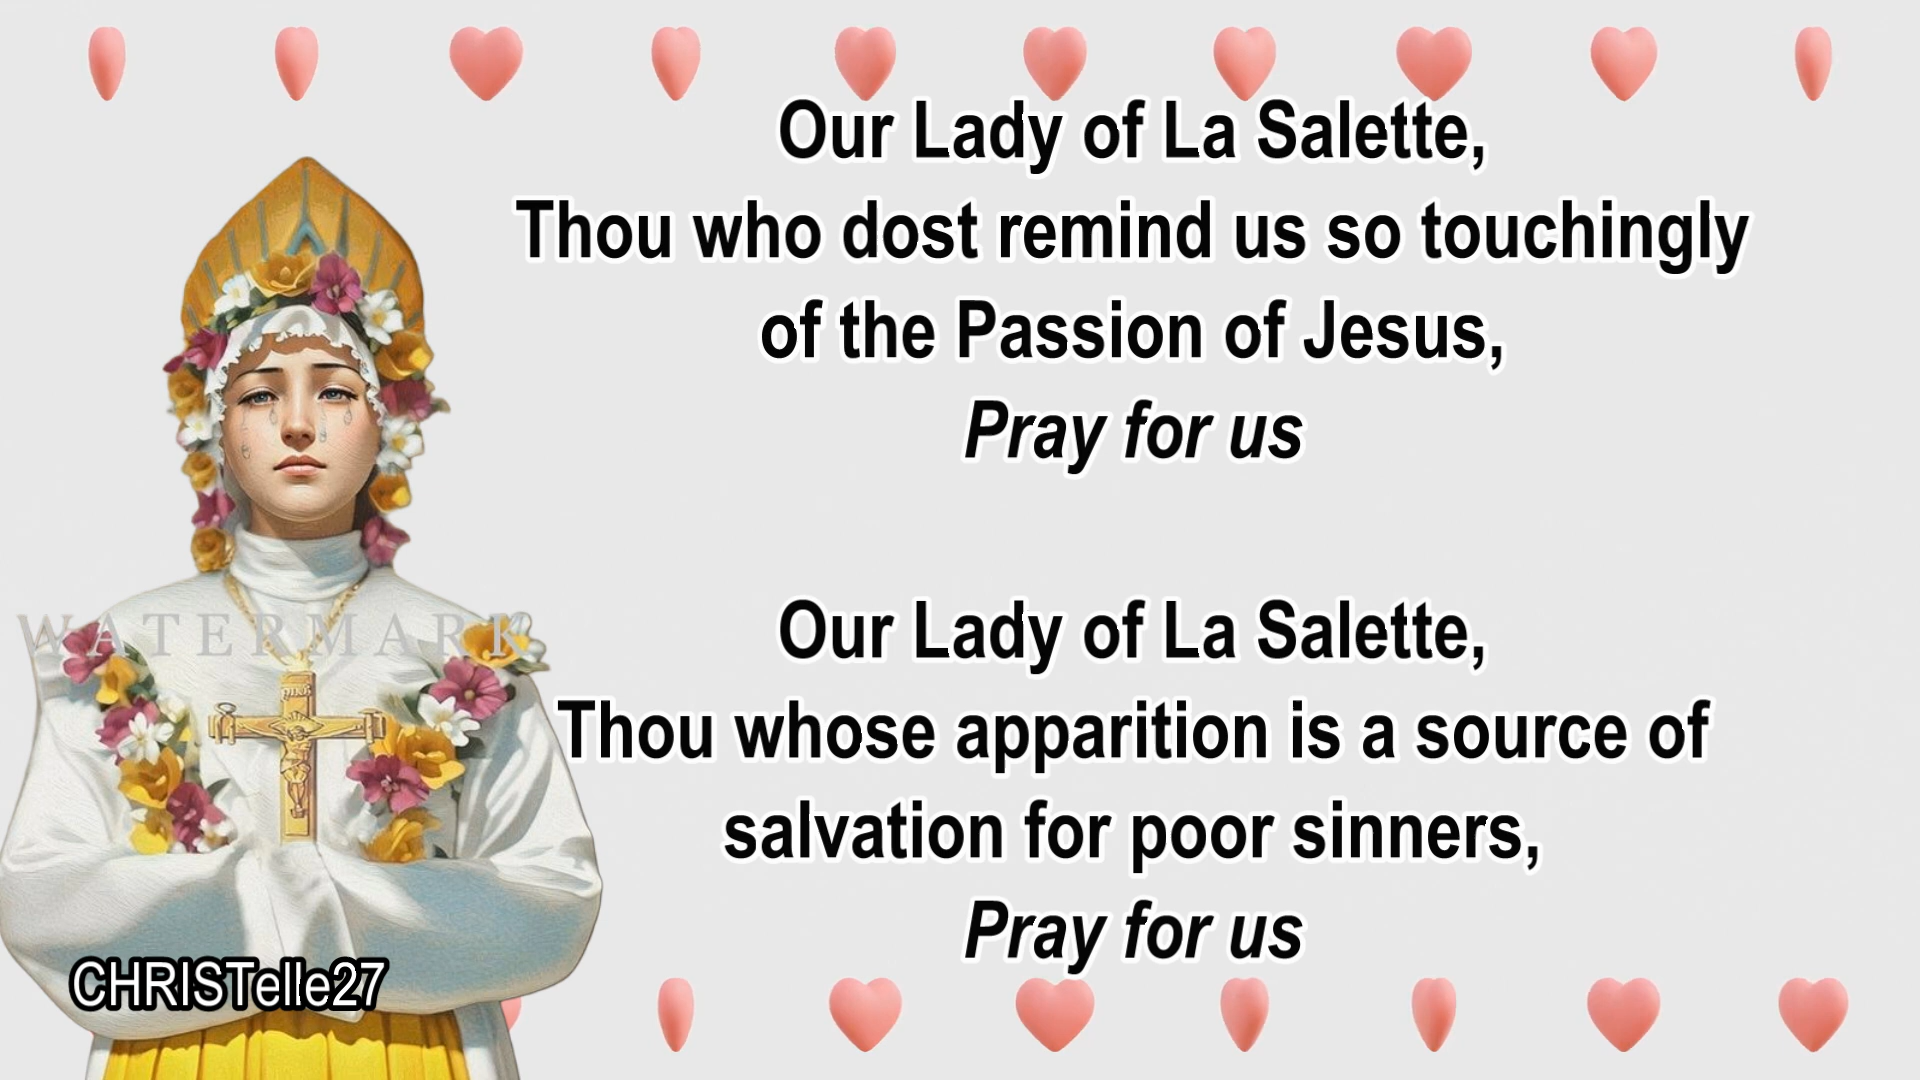 Our Lady of La Salette,
Thou who dost remind us so touchingly
of the Passion of Jesus,
Pray for us
Our Lady of La Salette,
Thou whose apparition is a source of
salvation for poor sinners,
Pray for us
WATERMARK
CHRISTelle27